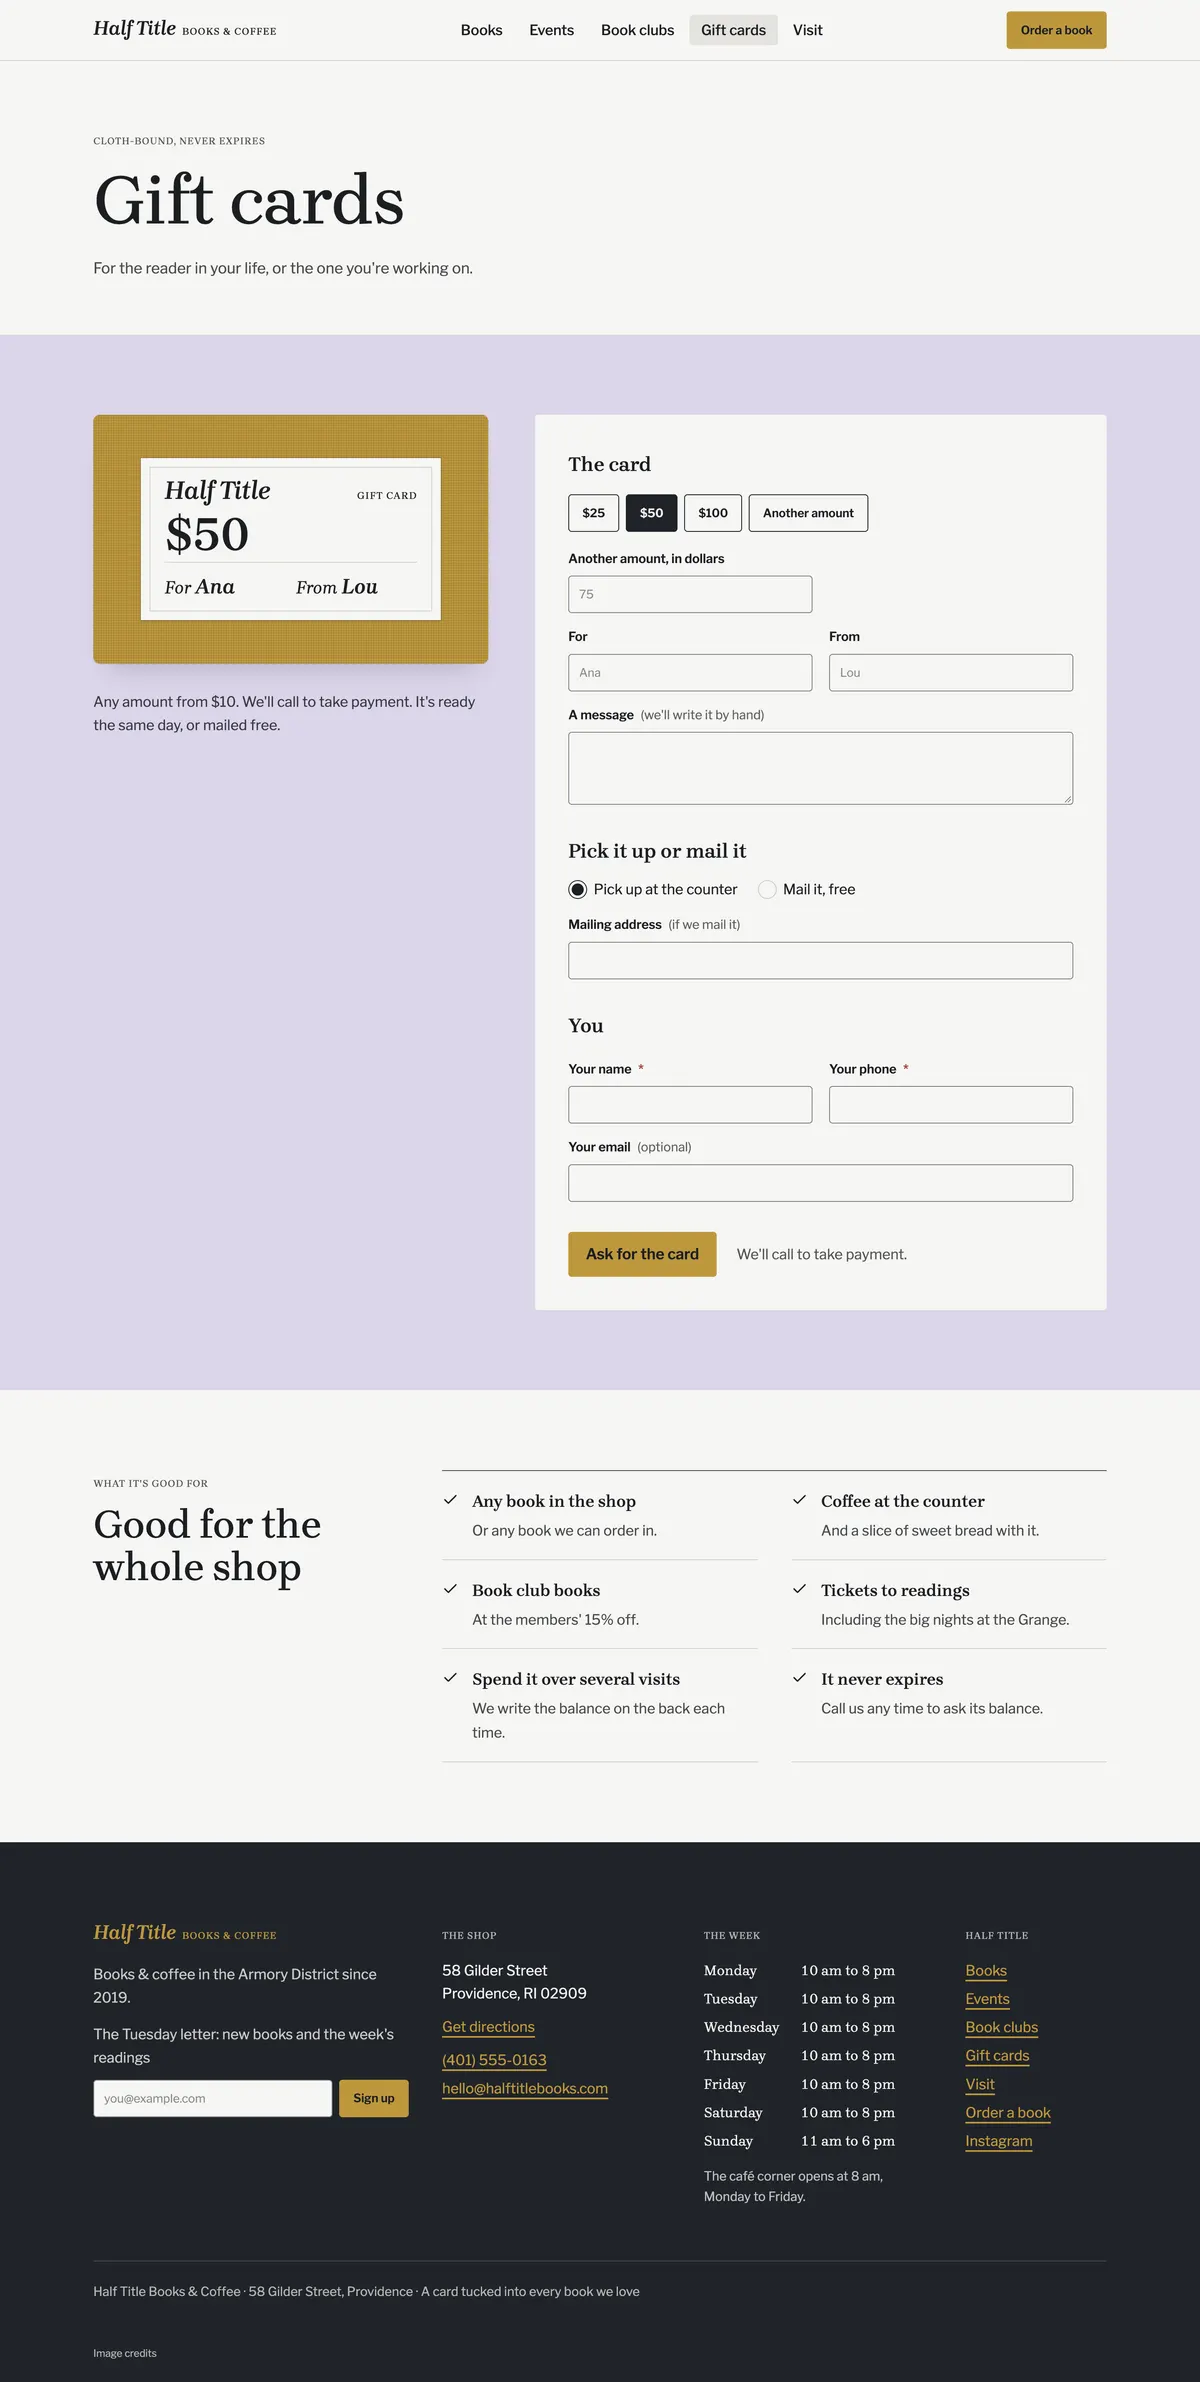 Half Title BOOKS & COFFEE
Books
Events
Book clubs
Gift cards
Visit
Order a book
CLOTH-BOUND, NEVER EXPIRES
Gift cards
For the reader in your life, or the one you're working on.
Half Title
GIFT CARD
$50
For Ana
From Lou
Any amount from $10. We'll call to take payment. It's ready
the same day, or mailed free.
The card
$25
$50
$100
Another amount
Another amount, in dollars
75
For
From
Ana
Lou
A message (we'll write it by hand)
Pick it up or mail it
Pick up at the counter
Mail it, free
Mailing address (if we mail it)
You
Your name *
Your phone *
Your email (optional)
Ask for the card
We'll call to take payment.
WHAT IT'S GOOD FOR
Good for the
whole shop
Any book in the shop
Or any book we can order in.
Coffee at the counter
And a slice of sweet bread with it.
Book club books
At the members' 15% off.
Tickets to readings
Including the big nights at the Grange.
Spend it over several visits
We write the balance on the back each
time.
It never expires
Call us any time to ask its balance.
Half Title BOOKS & COFFEE
Books & coffee in the Armory District since
2019.
The Tuesday letter: new books and the week's
readings
you@example.com
Sign up
THE SHOP
58 Gilder Street
Providence, RI 02909
Get directions
(401) 555-0163
hello@halftitlebooks.com
THE WEEK
Monday 10 am to 8 pm
Tuesday 10 am to 8 pm
Wednesday 10 am to 8 pm
Thursday 10 am to 8 pm
Friday 10 am to 8 pm
Saturday 10 am to 8 pm
Sunday 11 am to 6 pm
The café corner opens at 8 am,
Monday to Friday.
HALF TITLE
Books
Events
Book clubs
Gift cards
Visit
Order a book
Instagram
Half Title Books & Coffee · 58 Gilder Street, Providence · A card tucked into every book we love
Image credits